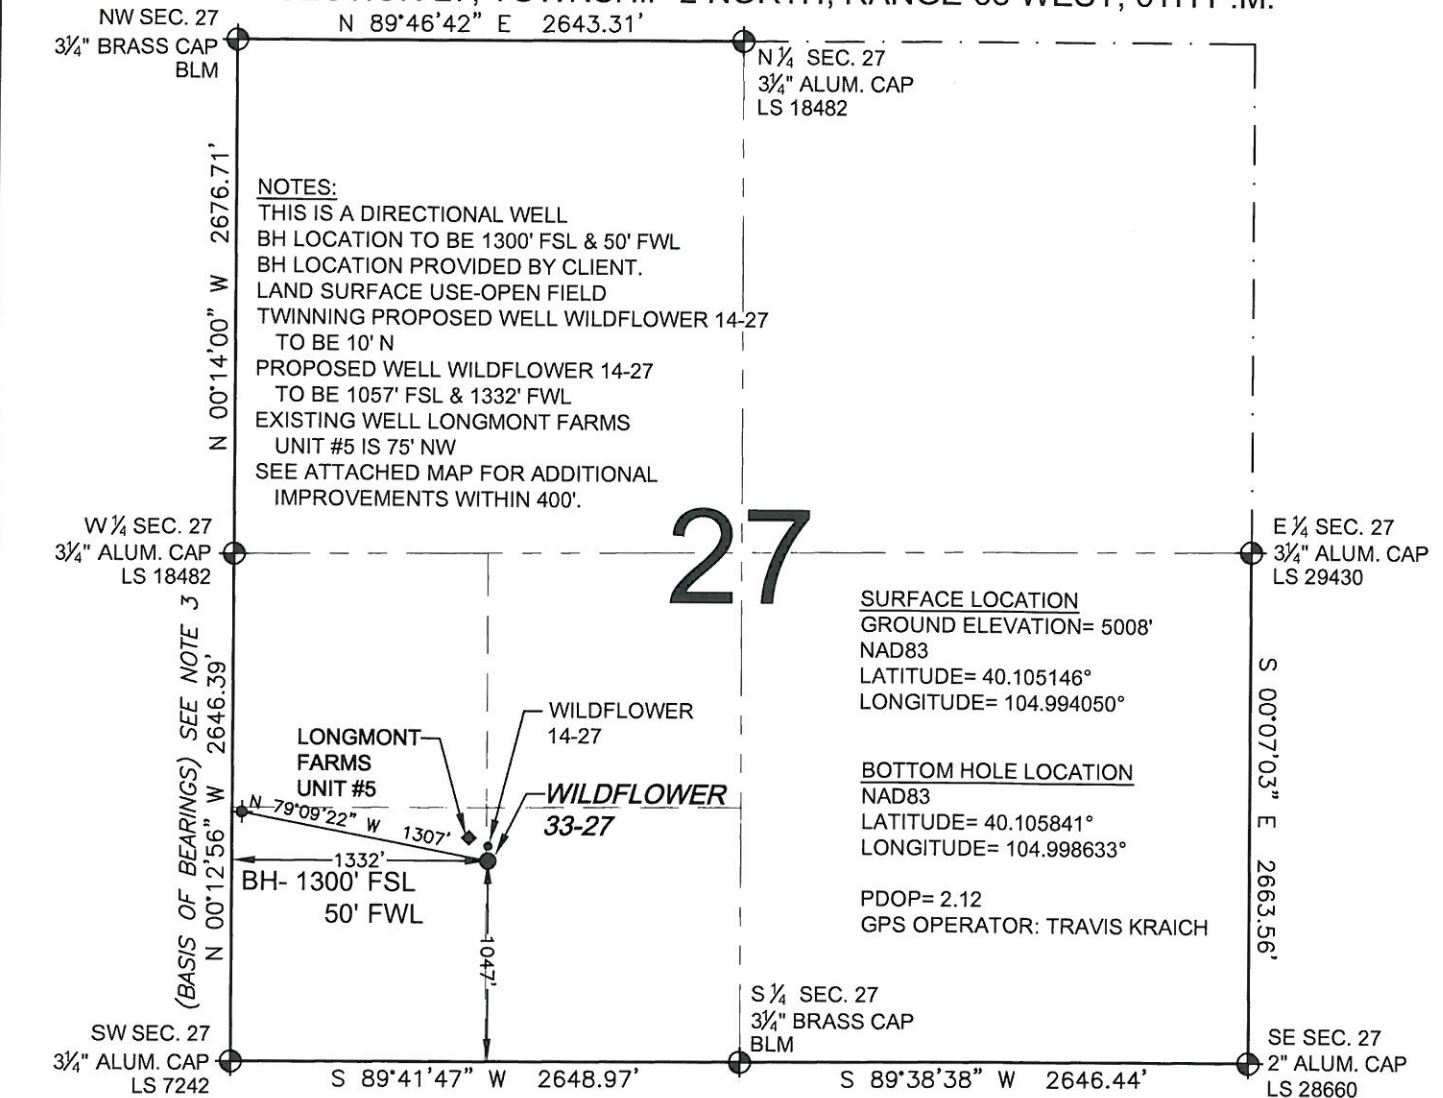 SECTION 27, TOWNSHIP 2 NORTH, RANGE 68 WEST, 6TH P.M.
NW SEC. 27
3¼" BRASS CAP
BLM
N 89°46'42" E 2643.31'
N ¼ SEC. 27
3¼" ALUM. CAP
LS 18482
N 00°14'00" W 2676.71'
NOTES:
THIS IS A DIRECTIONAL WELL
BH LOCATION TO BE 1300' FSL & 50' FWL
BH LOCATION PROVIDED BY CLIENT.
LAND SURFACE USE-OPEN FIELD
TWINNING PROPOSED WELL WILDFLOWER 14-27
TO BE 10' N
PROPOSED WELL WILDFLOWER 14-27
TO BE 1057' FSL & 1332' FWL
EXISTING WELL LONGMONT FARMS
UNIT #5 IS 75' NW
SEE ATTACHED MAP FOR ADDITIONAL
IMPROVEMENTS WITHIN 400'.
27
W ¼ SEC. 27
3¼" ALUM. CAP
LS 18482
E ¼ SEC. 27
3¼" ALUM. CAP
LS 29430
SURFACE LOCATION
GROUND ELEVATION= 5008'
NAD83
LATITUDE= 40.105146°
LONGITUDE= 104.994050°
BOTTOM HOLE LOCATION
NAD83
LATITUDE= 40.105841°
LONGITUDE= 104.998633°
PDOP= 2.12
GPS OPERATOR: TRAVIS KRAICH
(BASIS OF BEARINGS) SEE NOTE 3
N 00°12'56" W 2646.39'
WILDFLOWER
14-27
LONGMONT
FARMS
UNIT #5
WILDFLOWER
33-27
N 79°09'22" W 1307'
1332'
BH- 1300' FSL
50' FWL
1047'
S 00°07'03" E 2663.56'
SW SEC. 27
3¼" ALUM. CAP
LS 7242
S 89°41'47" W 2648.97'
S ¼ SEC. 27
3¼" BRASS CAP
BLM
S 89°38'38" W 2646.44'
SE SEC. 27
2" ALUM. CAP
LS 28660